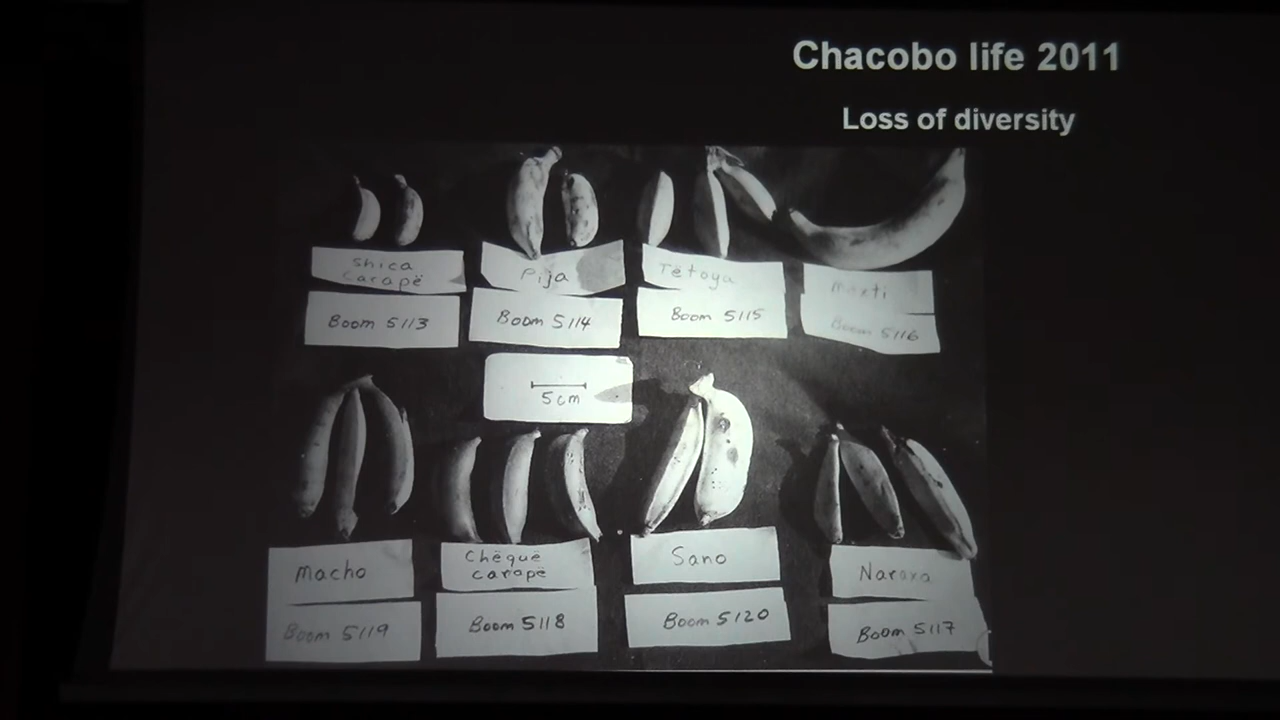 Chacobo life 2011
Loss of diversity
Shica
Carapë
Boom 5113
Pija
Boom 5114
Tëtoya
Boom 5115
Boom 5116
5cm
Macho
Boom 5119
Chëquë
carapë
Boom 5118
Sano
Boom 5120
Naraxa
Boom 5117